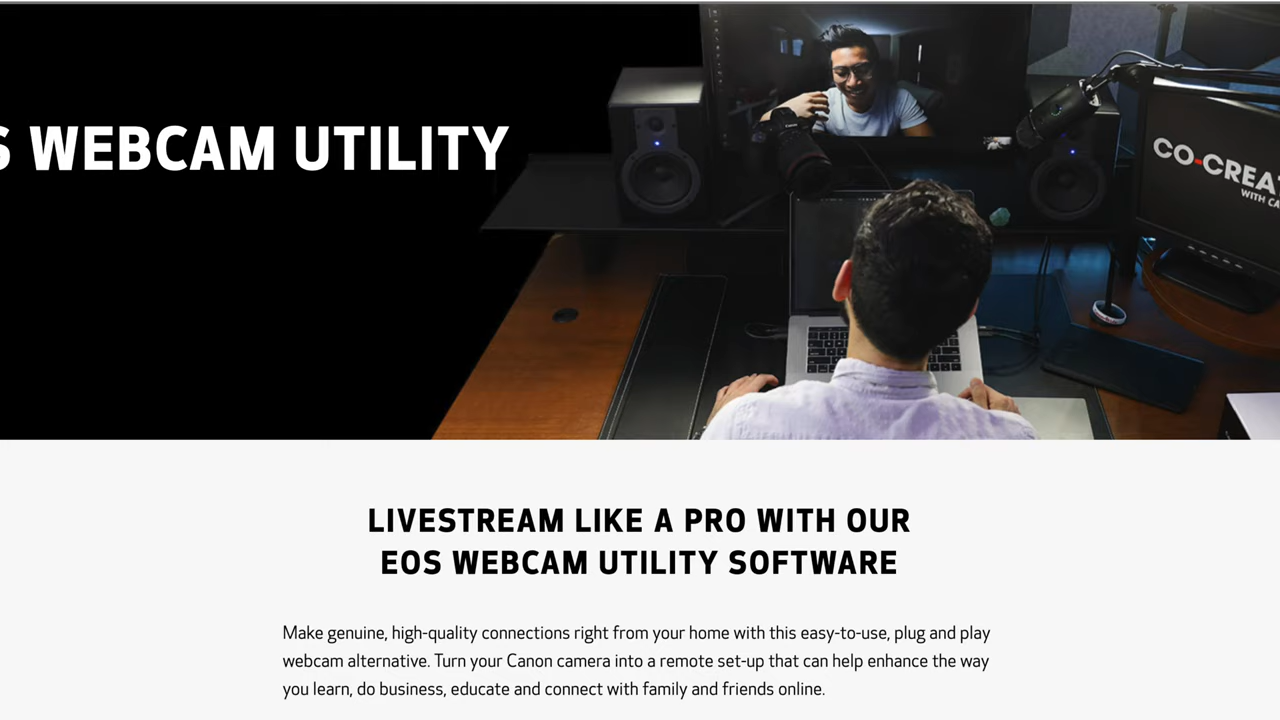 S WEBCAM UTILITY
CO-CREAT
WITH CA
LIVESTREAM LIKE A PRO WITH OUR
EOS WEBCAM UTILITY SOFTWARE
Make genuine, high-quality connections right from your home with this easy-to-use, plug and play
webcam alternative. Turn your Canon camera into a remote set-up that can help enhance the way
you learn, do business, educate and connect with family and friends online.